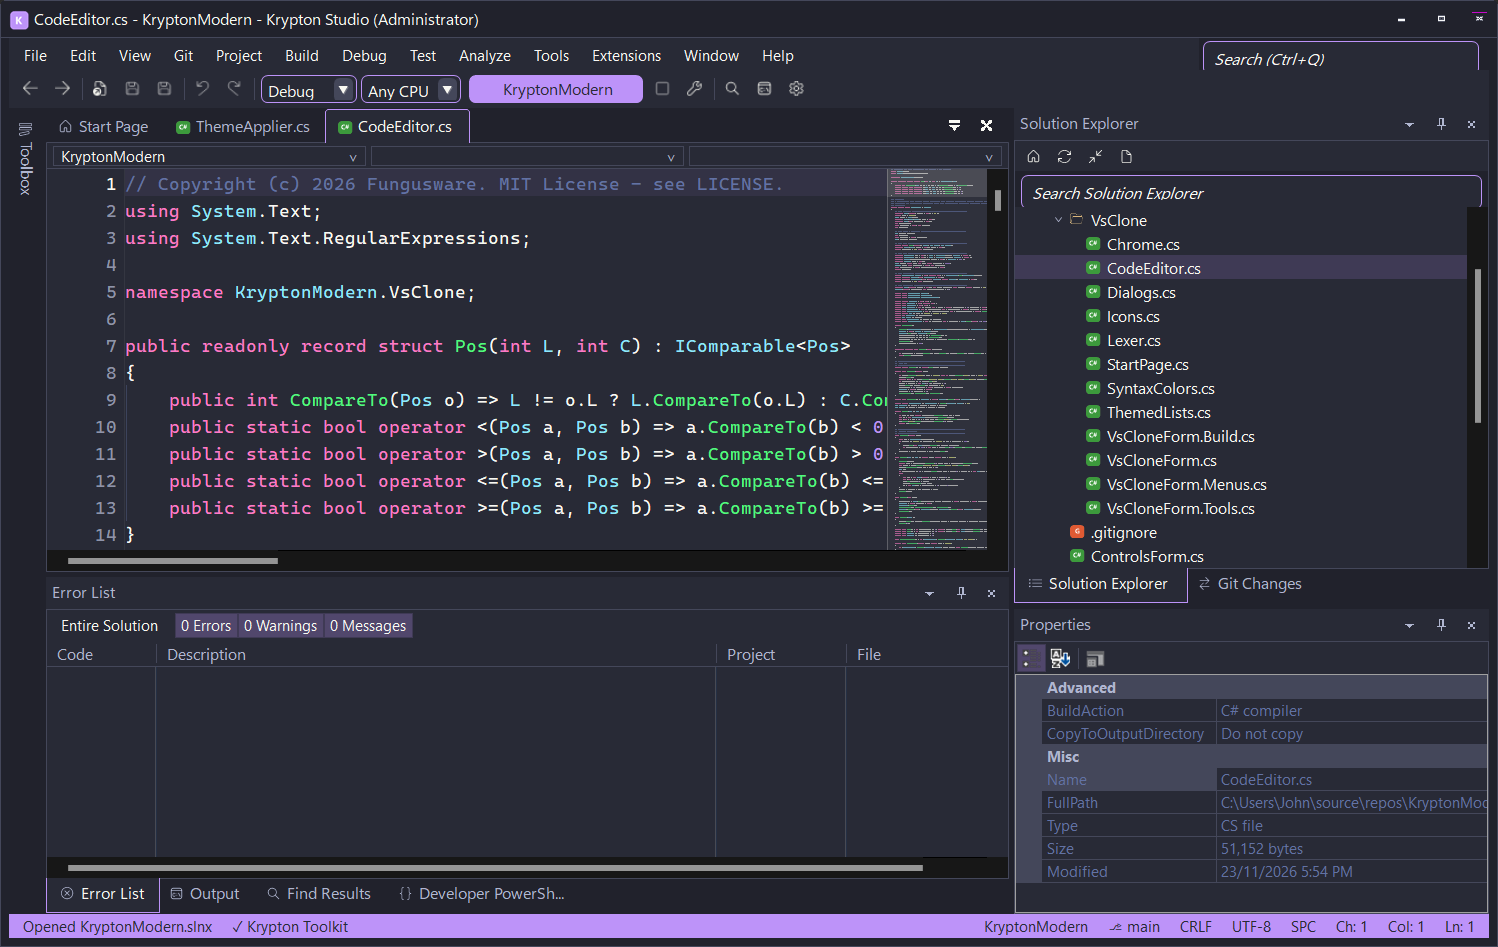 K CodeEditor.cs - KryptonModern - Krypton Studio (Administrator)
File Edit View Git Project Build Debug Test Analyze Tools Extensions Window Help
Search (Ctrl+Q)
Debug Any CPU KryptonModern
Toolbox
Start Page C# ThemeApplier.cs C# CodeEditor.cs
KryptonModern
1 // Copyright (c) 2026 Fungusware. MIT License - see LICENSE.
2 using System.Text;
3 using System.Text.RegularExpressions;
4
5 namespace KryptonModern.VsClone;
6
7 public readonly record struct Pos(int L, int C) : IComparable<Pos>
8 {
9 public int CompareTo(Pos o) => L != o.L ? L.CompareTo(o.L) : C.Con
10 public static bool operator <(Pos a, Pos b) => a.CompareTo(b) < 0
11 public static bool operator >(Pos a, Pos b) => a.CompareTo(b) > 0
12 public static bool operator <=(Pos a, Pos b) => a.CompareTo(b) <=
13 public static bool operator >=(Pos a, Pos b) => a.CompareTo(b) >=
14 }
Error List
Entire Solution 0 Errors 0 Warnings 0 Messages
Code Description Project File
Error List Output Find Results {} Developer PowerSh...
Solution Explorer
Search Solution Explorer
VsClone
C# Chrome.cs
C# CodeEditor.cs
C# Dialogs.cs
C# Icons.cs
C# Lexer.cs
C# StartPage.cs
C# SyntaxColors.cs
C# ThemedLists.cs
C# VsCloneForm.Build.cs
C# VsCloneForm.cs
C# VsCloneForm.Menus.cs
C# VsCloneForm.Tools.cs
G .gitignore
C# ControlsForm.cs
Solution Explorer Git Changes
Properties
Advanced
BuildAction C# compiler
CopyToOutputDirectory Do not copy
Misc
Name CodeEditor.cs
FullPath C:\Users\John\source\repos\KryptonMod
Type CS file
Size 51,152 bytes
Modified 23/11/2026 5:54 PM
Opened KryptonModern.slnx ✓ Krypton Toolkit KryptonModern main CRLF UTF-8 SPC Ch: 1 Col: 1 Ln: 1